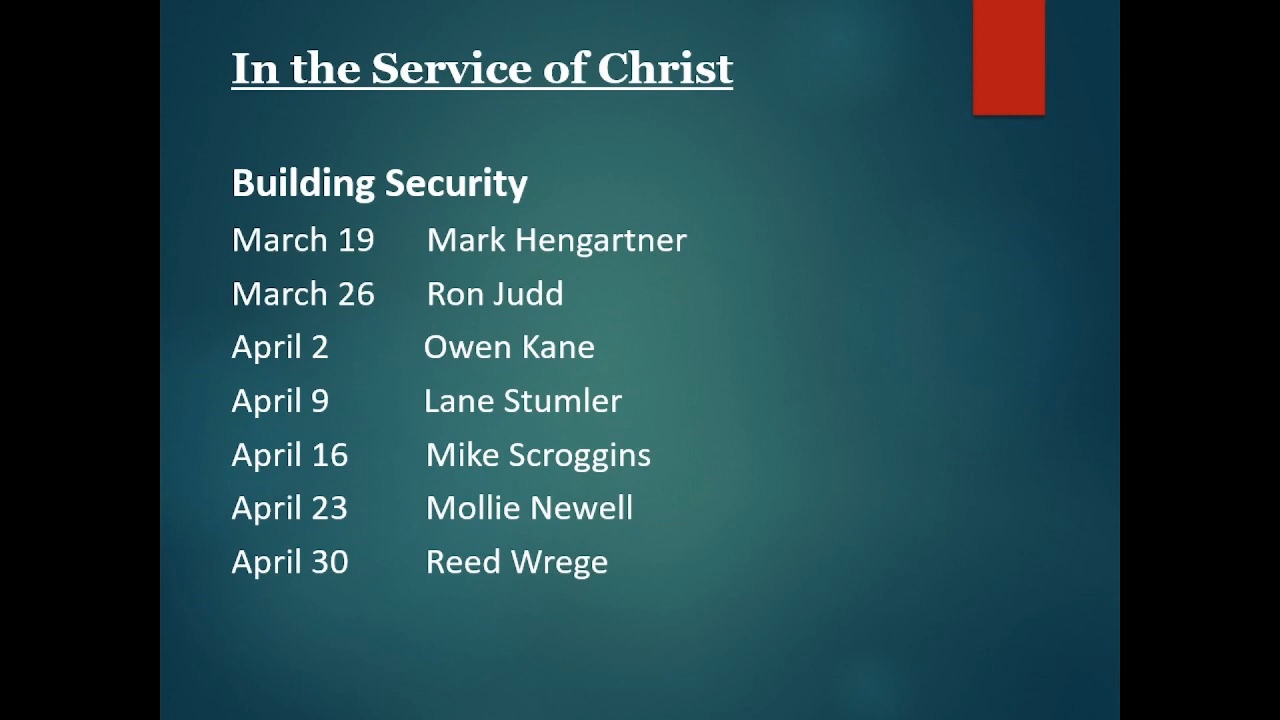 In the Service of Christ
Building Security
March 19 Mark Hengartner
March 26 Ron Judd
April 2 Owen Kane
April 9 Lane Stumler
April 16 Mike Scroggins
April 23 Mollie Newell
April 30 Reed Wrege